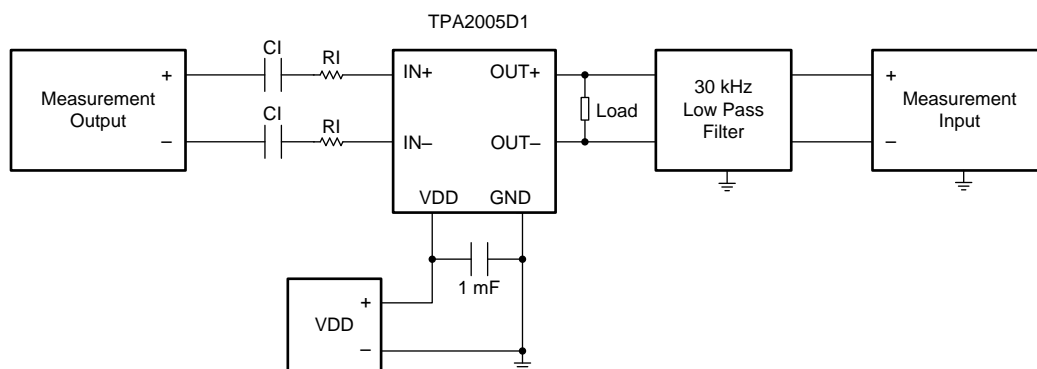 TPA2005D1
Measurement
Output
+
–
CI
RI
CI
RI
IN+
IN–
OUT+
OUT–
VDD
GND
Load
30 kHz
Low Pass
Filter
+
–
Measurement
Input
1 mF
VDD
+
–